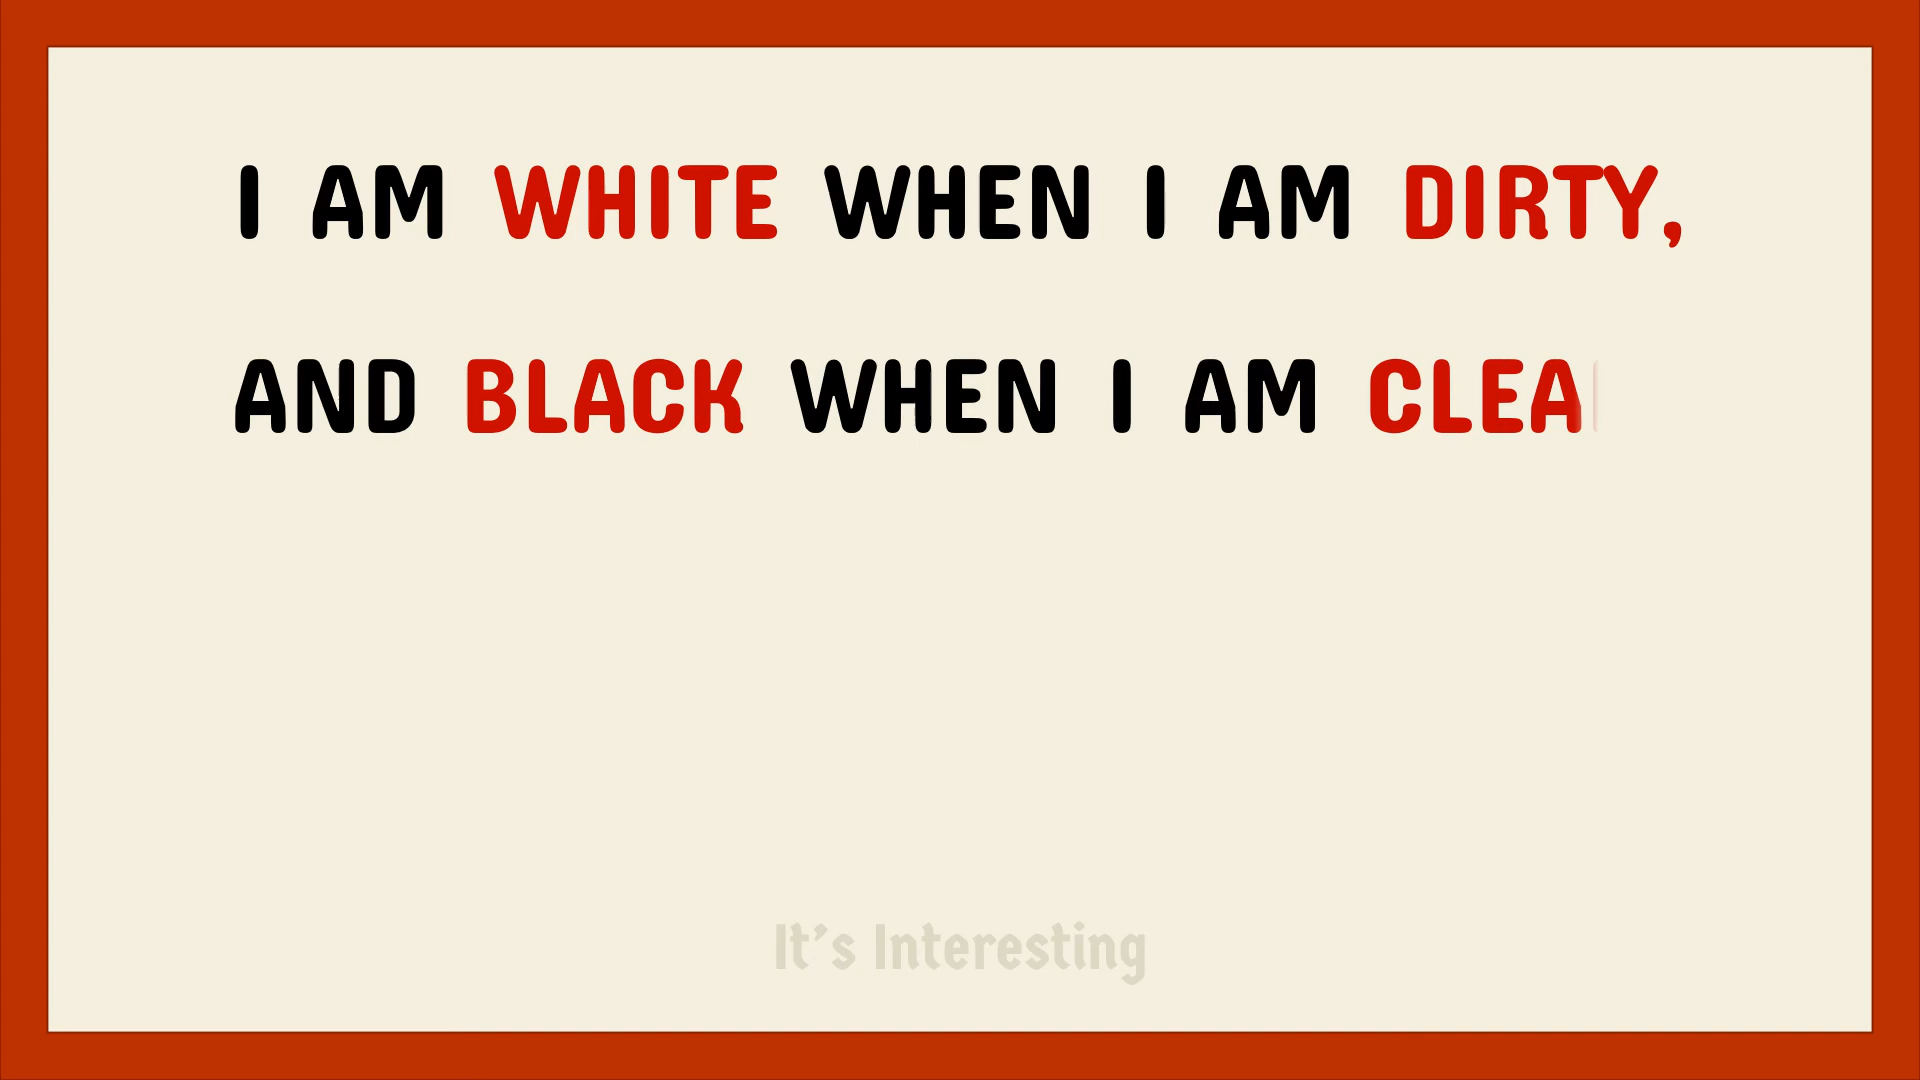 I AM WHITE WHEN I AM DIRTY,
AND BLACK WHEN I AM CLEA
It's Interesting